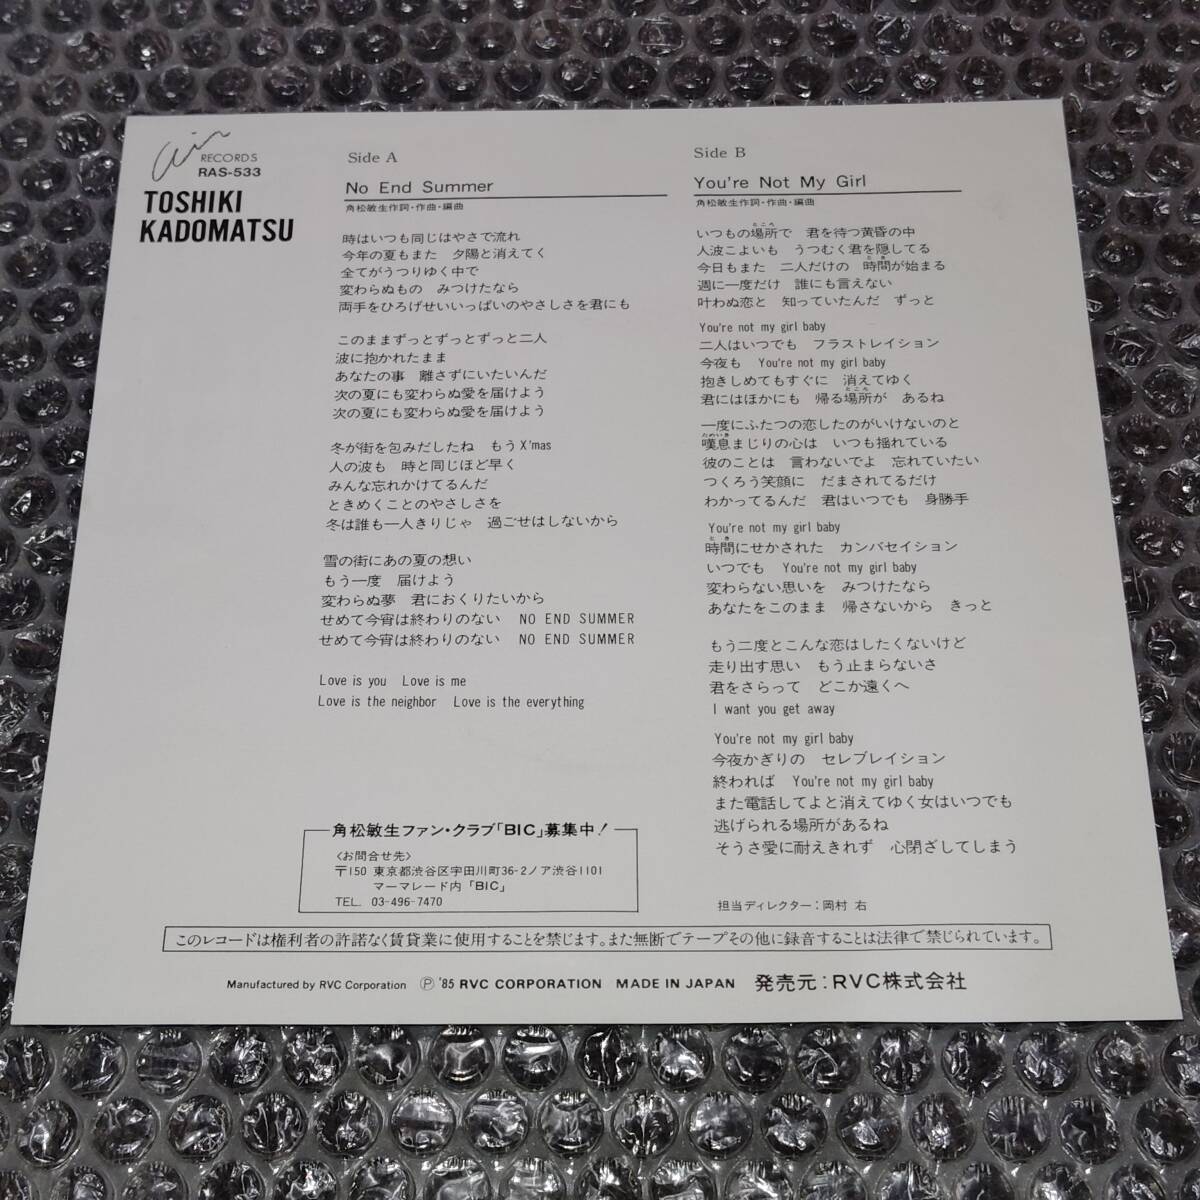 Air
RECORDS
RAS-533
TOSHIKI
KADOMATSU
Side A
No End Summer
角松敏生作詞・作曲・編曲
時はいつも同じはやさで流れ
今年の夏もまた　夕陽と消えてく
全てがうつりゆく中で
変わらぬもの　みつけたなら
両手をひろげせいいっぱいのやさしさを君にも
このままずっとずっとずっと二人
波に抱かれたまま
あなたの事　離さずにいたいんだ
次の夏にも変わらぬ愛を届けよう
次の夏にも変わらぬ愛を届けよう
冬が街を包みだしたね　もうX'mas
人の波も　時と同じほど早く
みんな忘れかけてるんだ
ときめくことのやさしさを
冬は誰も一人きりじゃ　過ごせはしないから
雪の街にあの夏の想い
もう一度　届けよう
変わらぬ夢　君におくりたいから
せめて今宵は終わりのない　NO END SUMMER
せめて今宵は終わりのない　NO END SUMMER
Love is you　Love is me
Love is the neighbor　Love is the everything
Side B
You're Not My Girl
角松敏生作詞・作曲・編曲
ところ
いつもの場所で　君を待つ黄昏の中
人波こよいも　うつむく君を隠してる
とき
今日もまた　二人だけの　時間が始まる
週に一度だけ　誰にも言えない
叶わぬ恋と　知っていたんだ　ずっと
You're not my girl baby
二人はいつでも　フラストレイション
今夜も　You're not my girl baby
抱きしめてもすぐに　消えてゆく
ところ
君にはほかにも　帰る場所が　あるね
一度にふたつの恋したのがいけないのと
ためいき
嘆息まじりの心は　いつも揺れている
彼のことは　言わないでよ　忘れていたい
つくろう笑顔に　だまされてるだけ
わかってるんだ　君はいつでも　身勝手
You're not my girl baby
とき
時間にせかされた　カンバセイション
いつでも　You're not my girl baby
変わらない思いを　みつけたなら
あなたをこのまま　帰さないから　きっと
もう二度とこんな恋はしたくないけど
走り出す思い　もう止まらないさ
君をさらって　どこか遠くへ
I want you get away
You're not my girl baby
今夜かぎりの　セレブレイション
終われば　You're not my girl baby
また電話してよと消えてゆく女はいつでも
逃げられる場所があるね
そうさ愛に耐えきれず　心閉ざしてしまう
角松敏生ファン・クラブ「BIC」募集中！
〈お問合せ先〉
〒150 東京都渋谷区宇田川町36-2ノア渋谷1101
マーマレード内「BIC」
TEL. 03-496-7470
担当ディレクター：岡村 右
このレコードは権利者の許諾なく賃貸業に使用することを禁じます。また無断でテープその他に録音することは法律で禁じられています。
Manufactured by RVC Corporation　Ⓟ '85 RVC CORPORATION　MADE IN JAPAN　発売元：RVC株式会社